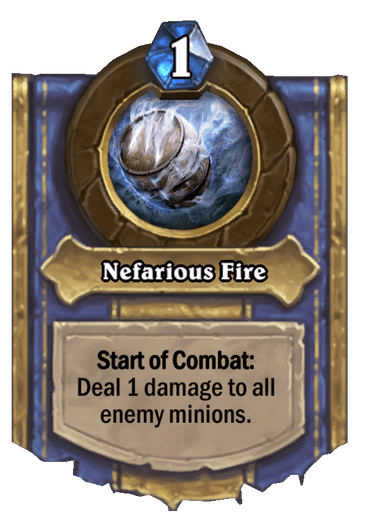 1
Nefarious Fire
Start of Combat:
Deal 1 damage to all
enemy minions.